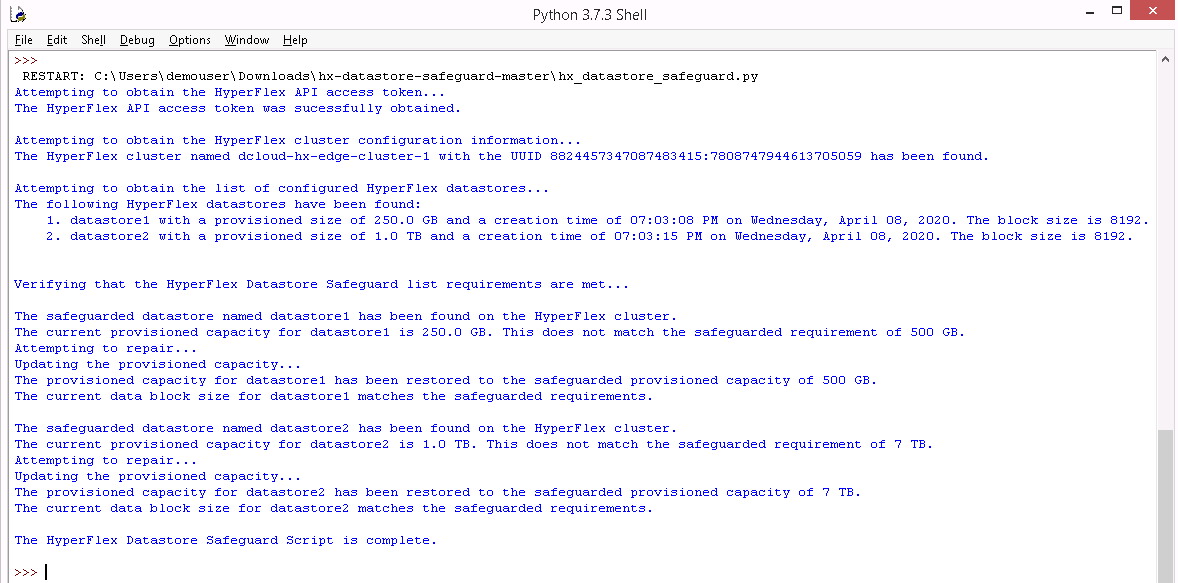 Python 3.7.3 Shell
File Edit Shell Debug Options Window Help
>>>
RESTART: C:\Users\demouser\Downloads\hx-datastore-safeguard-master\hx_datastore_safeguard.py
Attempting to obtain the HyperFlex API access token...
The HyperFlex API access token was sucessfully obtained.
Attempting to obtain the HyperFlex cluster configuration information...
The HyperFlex cluster named dcloud-hx-edge-cluster-1 with the UUID 8824457347087483415:7808747944613705059 has been found.
Attempting to obtain the list of configured HyperFlex datastores...
The following HyperFlex datastores have been found:
1. datastore1 with a provisioned size of 250.0 GB and a creation time of 07:03:08 PM on Wednesday, April 08, 2020. The block size is 8192.
2. datastore2 with a provisioned size of 1.0 TB and a creation time of 07:03:15 PM on Wednesday, April 08, 2020. The block size is 8192.
Verifying that the HyperFlex Datastore Safeguard list requirements are met...
The safeguarded datastore named datastore1 has been found on the HyperFlex cluster.
The current provisioned capacity for datastore1 is 250.0 GB. This does not match the safeguarded requirement of 500 GB.
Attempting to repair...
Updating the provisioned capacity...
The provisioned capacity for datastore1 has been restored to the safeguarded provisioned capacity of 500 GB.
The current data block size for datastore1 matches the safeguarded requirements.
The safeguarded datastore named datastore2 has been found on the HyperFlex cluster.
The current provisioned capacity for datastore2 is 1.0 TB. This does not match the safeguarded requirement of 7 TB.
Attempting to repair...
Updating the provisioned capacity...
The provisioned capacity for datastore2 has been restored to the safeguarded provisioned capacity of 7 TB.
The current data block size for datastore2 matches the safeguarded requirements.
The HyperFlex Datastore Safeguard Script is complete.
>>>